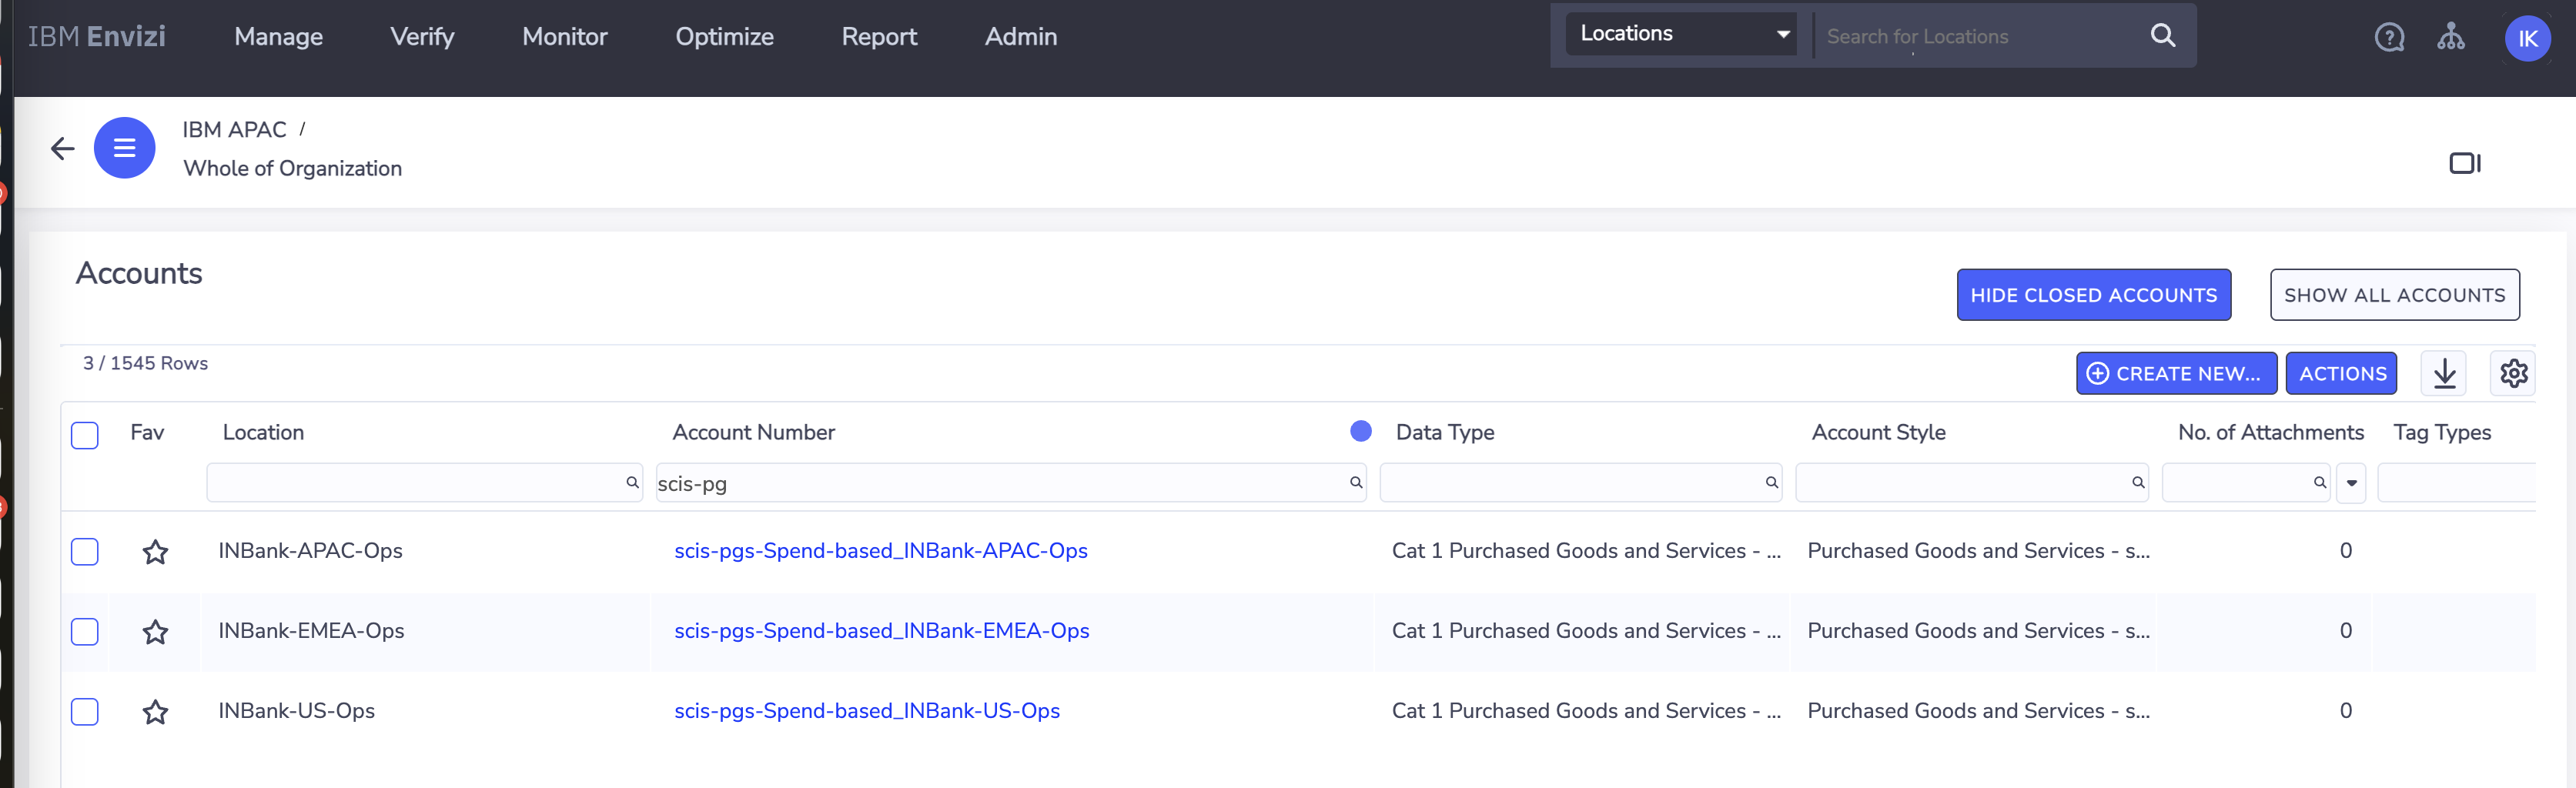 IBM Envizi
Manage
Verify
Monitor
Optimize
Report
Admin
Locations
Search for Locations
IK
IBM APAC /
Whole of Organization
Accounts
HIDE CLOSED ACCOUNTS
SHOW ALL ACCOUNTS
3 / 1545 Rows
CREATE NEW...
ACTIONS
Fav Location Account Number Data Type Account Style No. of Attachments Tag Types
scis-pg
INBank-APAC-Ops scis-pgs-Spend-based_INBank-APAC-Ops Cat 1 Purchased Goods and Services - ... Purchased Goods and Services - s... 0
INBank-EMEA-Ops scis-pgs-Spend-based_INBank-EMEA-Ops Cat 1 Purchased Goods and Services - ... Purchased Goods and Services - s... 0
INBank-US-Ops scis-pgs-Spend-based_INBank-US-Ops Cat 1 Purchased Goods and Services - ... Purchased Goods and Services - s... 0